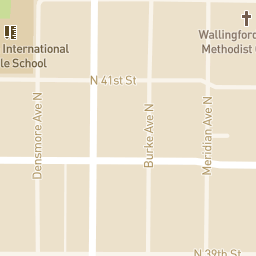 International
le School
Wallingford
Methodist
N 41st St
Densmore Ave N
Burke Ave N
Meridian Ave N
N 39th St